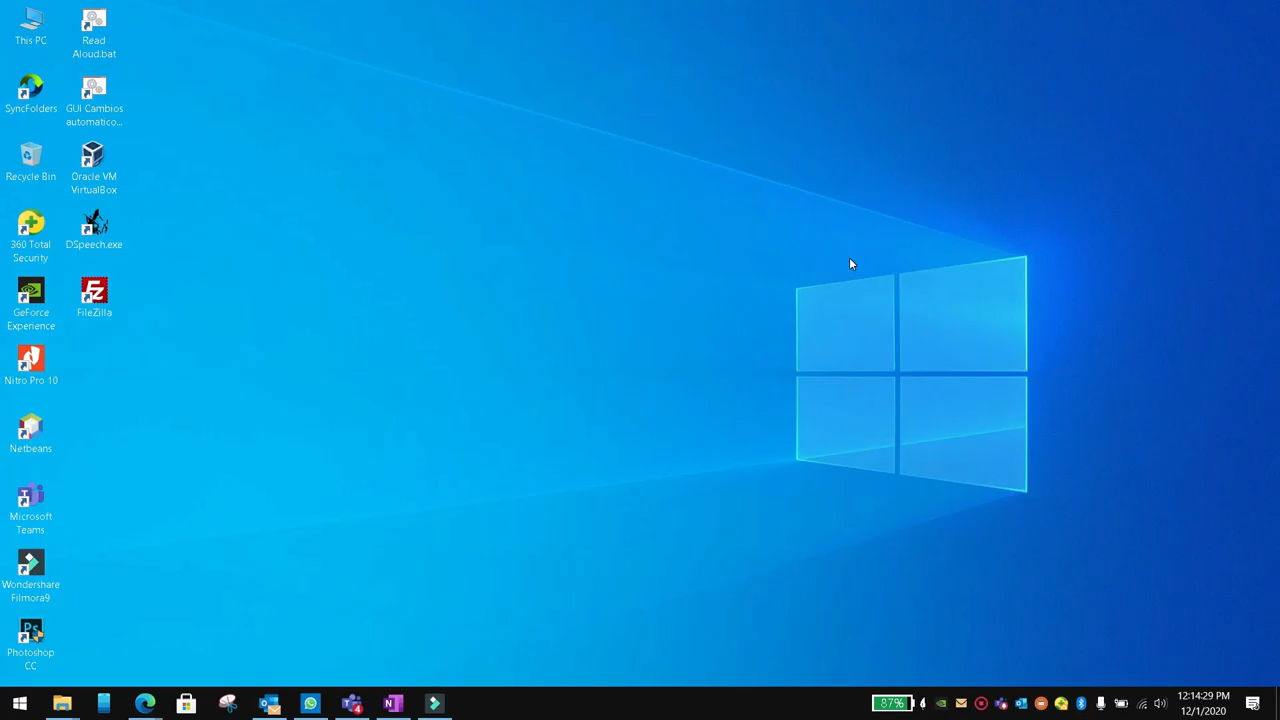 This PC
SyncFolders
Recycle Bin
360 Total
Security
GeForce
Experience
Nitro Pro 10
Netbeans
Microsoft
Teams
Wondershare
Filmora9
Ps
Photoshop
CC
Read
Aloud.bat
GUI Cambios
automatico...
Oracle VM
VirtualBox
DSpeech.exe
FileZilla
4
87%
12:14:29 PM
12/1/2020